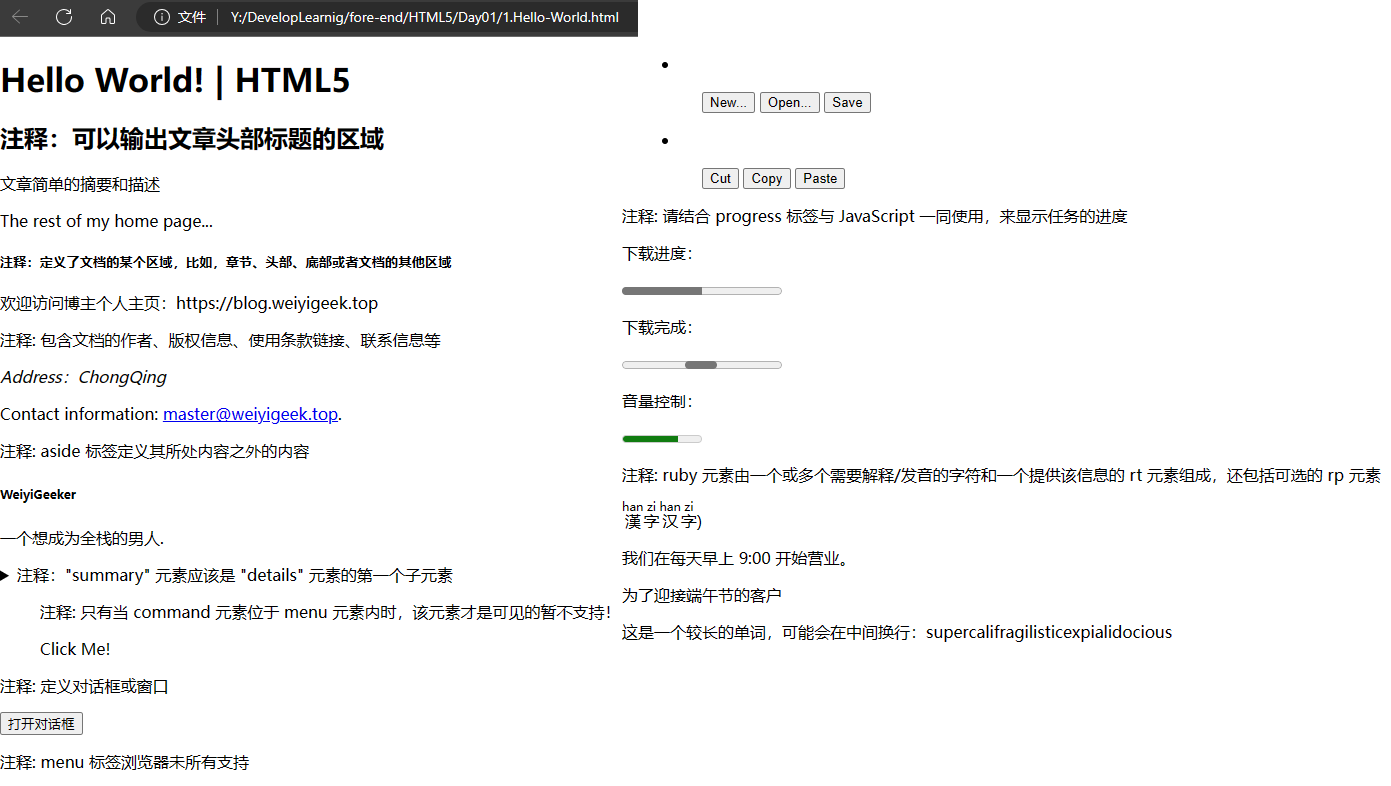 文件 Y:/DevelopLearnig/fore-end/HTML5/Day01/1.Hello-World.html
Hello World! | HTML5
注释：可以输出文章头部标题的区域
文章简单的摘要和描述
The rest of my home page...
注释：定义了文档的某个区域，比如，章节、头部、底部或者文档的其他区域
欢迎访问博主个人主页：https://blog.weiyigeek.top
注释: 包含文档的作者、版权信息、使用条款链接、联系信息等
Address：ChongQing
Contact information: master@weiyigeek.top.
注释: aside 标签定义其所处内容之外的内容
WeiyiGeeker
一个想成为全栈的男人.
注释："summary" 元素应该是 "details" 元素的第一个子元素
注释: 只有当 command 元素位于 menu 元素内时，该元素才是可见的暂不支持！
Click Me!
注释: 定义对话框或窗口
打开对话框
注释: menu 标签浏览器未所有支持
New... Open... Save
Cut Copy Paste
注释: 请结合 progress 标签与 JavaScript 一同使用，来显示任务的进度
下载进度：
下载完成：
音量控制：
注释: ruby 元素由一个或多个需要解释/发音的字符和一个提供该信息的 rt 元素组成，还包括可选的 rp 元素
han zi han zi
漢字汉字)
我们在每天早上 9:00 开始营业。
为了迎接端午节的客户
这是一个较长的单词，可能会在中间换行：supercalifragilisticexpialidocious